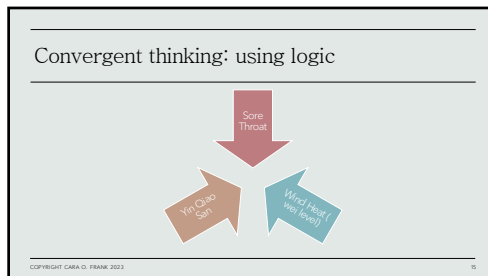 Convergent thinking: using logic
Sore
Throat
Yin Qiao
San
Wind Heat (
wei level)
COPYRIGHT CARA O. FRANK 2023
15